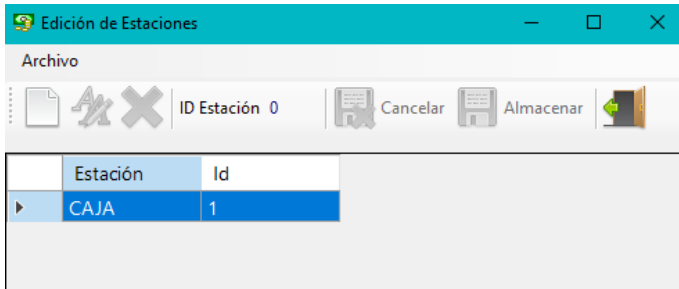 Edición de Estaciones
Archivo
ID Estación 0 Cancelar Almacenar
Estación Id
CAJA 1